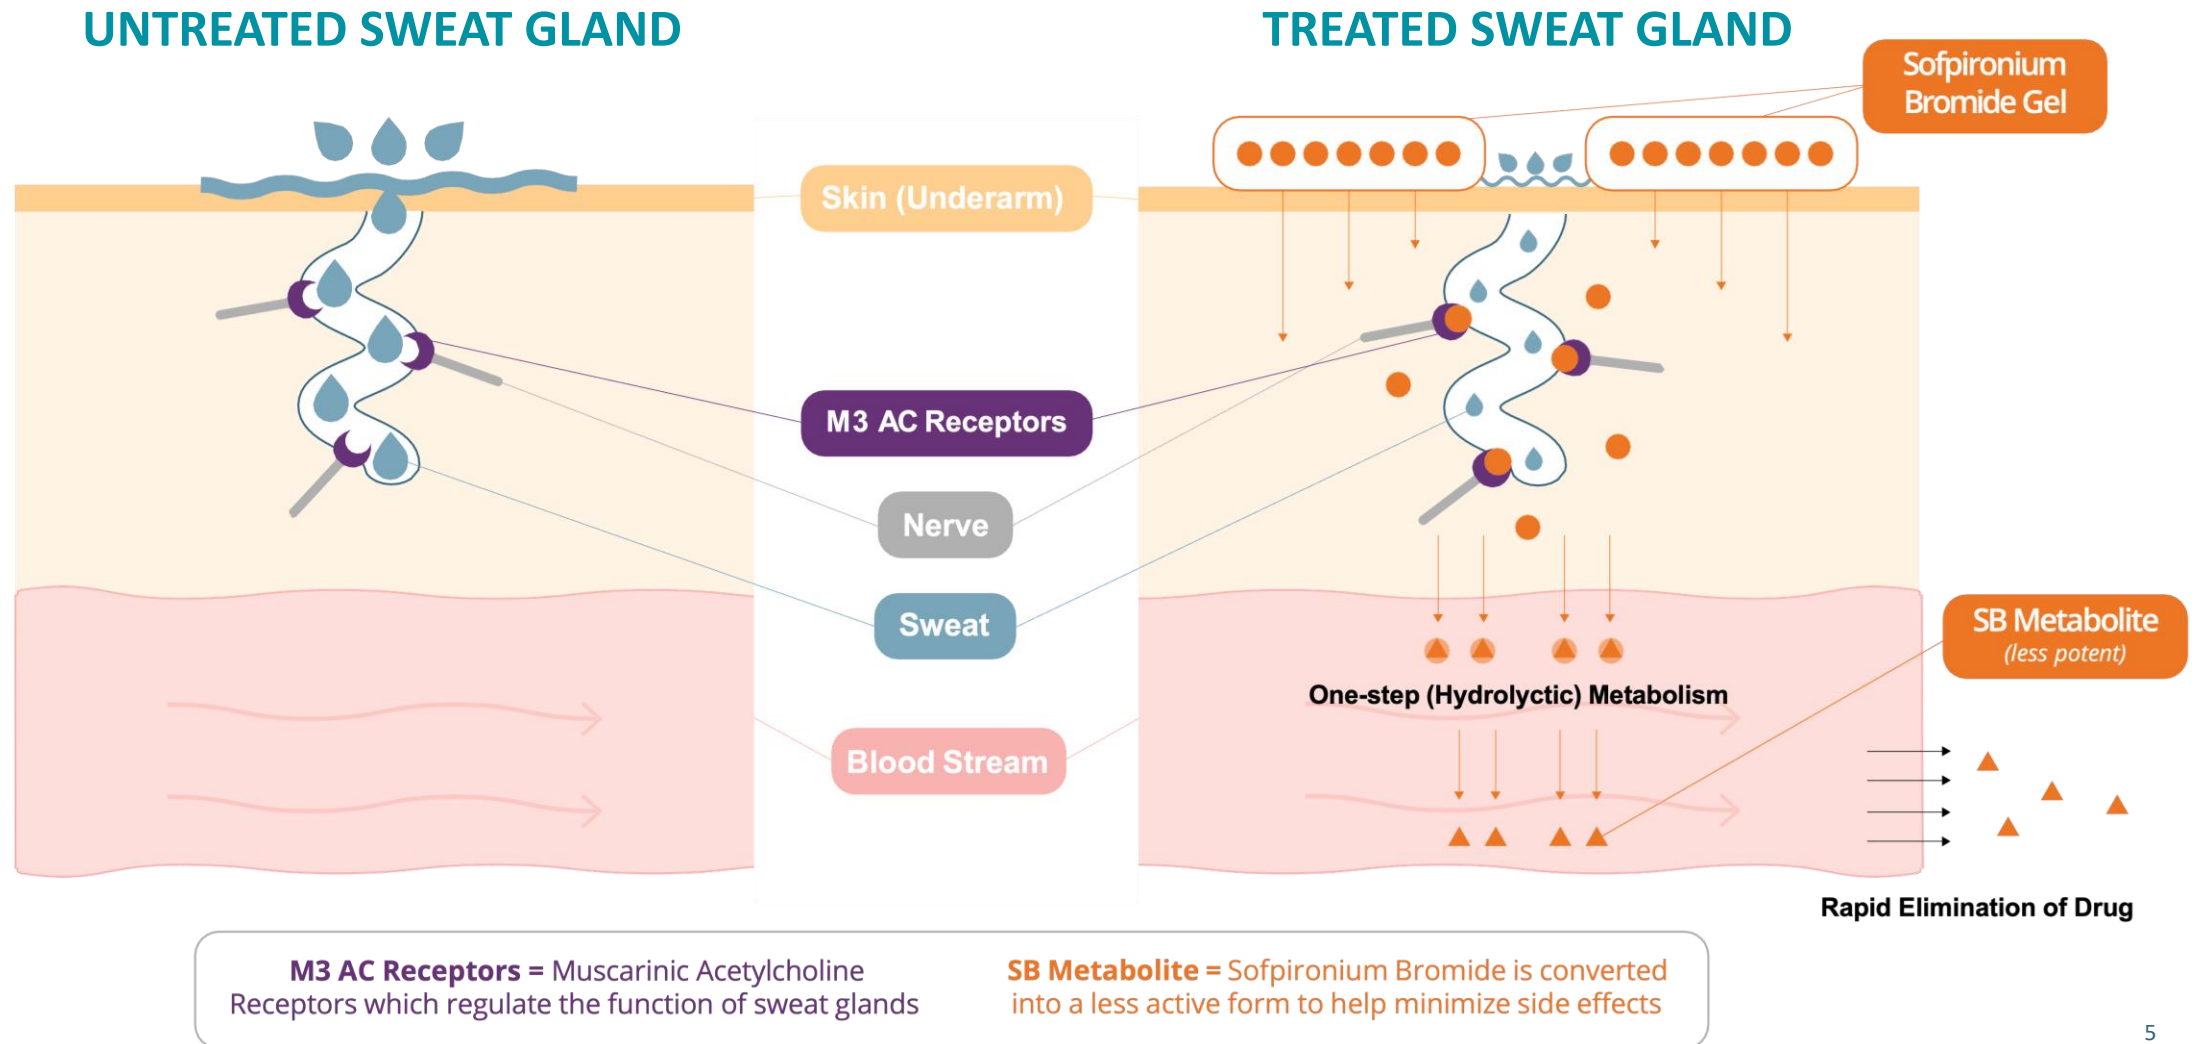 UNTREATED SWEAT GLAND
TREATED SWEAT GLAND
Sofpironium
Bromide Gel
Skin (Underarm)
M3 AC Receptors
Nerve
Sweat
Blood Stream
SB Metabolite
(less potent)
One-step (Hydrolyctic) Metabolism
Rapid Elimination of Drug
M3 AC Receptors = Muscarinic Acetylcholine
Receptors which regulate the function of sweat glands
SB Metabolite = Sofpironium Bromide is converted
into a less active form to help minimize side effects
5